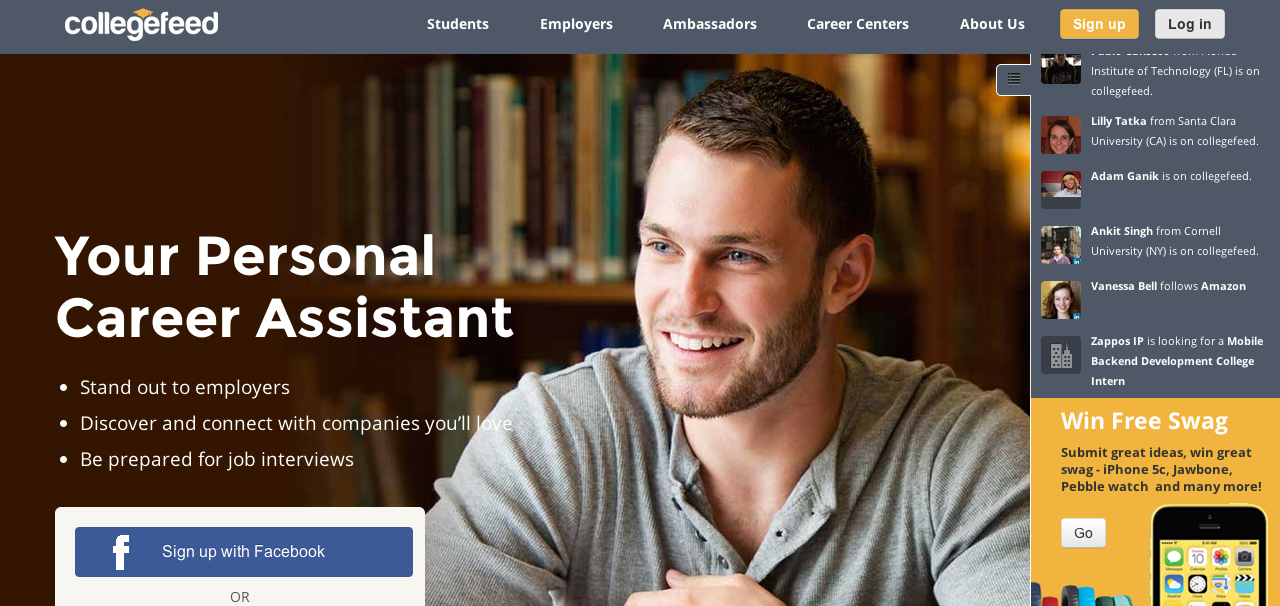 collegefeed
Students
Employers
Ambassadors
Career Centers
About Us
Sign up
Log in
Institute of Technology (FL) is on
collegefeed.
Lilly Tatka from Santa Clara
University (CA) is on collegefeed.
Adam Ganik is on collegefeed.
Ankit Singh from Cornell
University (NY) is on collegefeed.
Vanessa Bell follows Amazon
Zappos IP is looking for a Mobile
Backend Development College
Intern
Your Personal
Career Assistant
• Stand out to employers
• Discover and connect with companies you’ll love
• Be prepared for job interviews
Sign up with Facebook
OR
Win Free Swag
Submit great ideas, win great
swag - iPhone 5c, Jawbone,
Pebble watch and many more!
Go